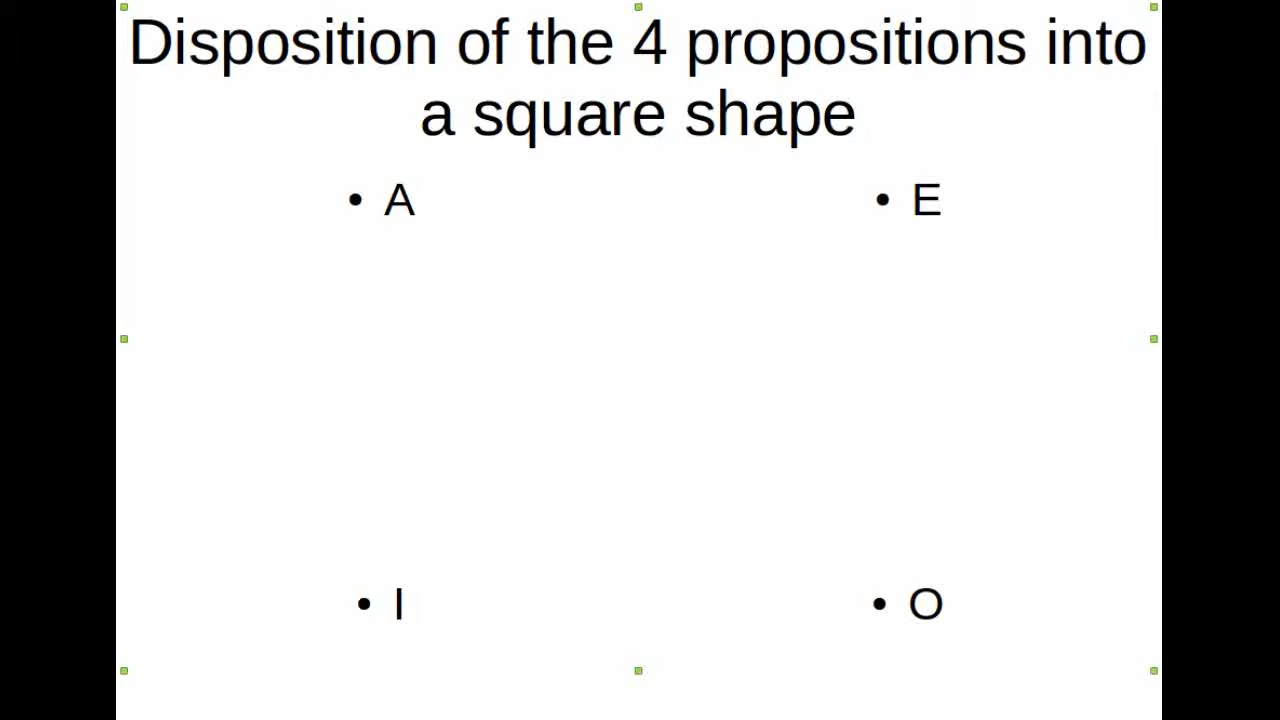 Disposition of the 4 propositions into
a square shape
• A
• E
• I
• O